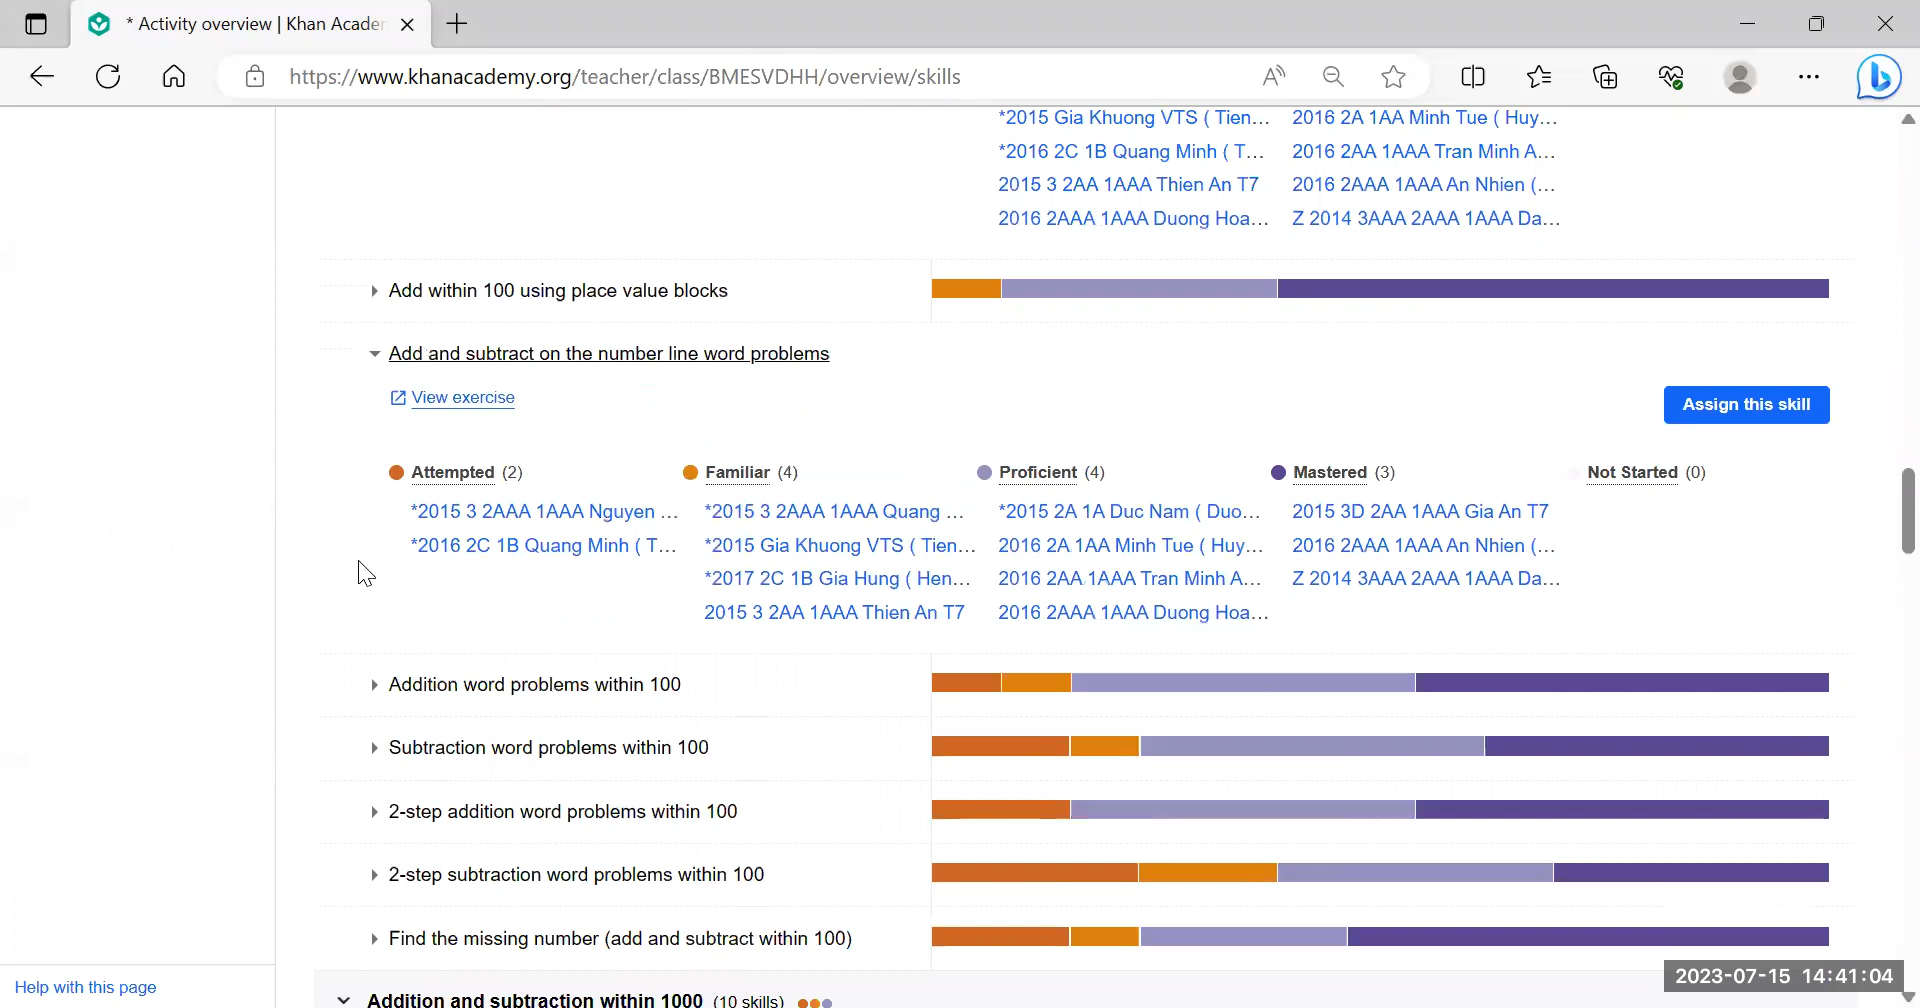 * Activity overview | Khan Acader
https://www.khanacademy.org/teacher/class/BMESVDHH/overview/skills
*2015 Gia Khuong VTS ( Tien... 2016 2A 1AA Minh Tue ( Huy...
*2016 2C 1B Quang Minh ( T... 2016 2AA 1AAA Tran Minh A...
2015 3 2AA 1AAA Thien An T7 2016 2AAA 1AAA An Nhien (...
2016 2AAA 1AAA Duong Hoa... Z 2014 3AAA 2AAA 1AAA Da...
Add within 100 using place value blocks
Add and subtract on the number line word problems
View exercise
Assign this skill
Attempted (2) Familiar (4) Proficient (4) Mastered (3) Not Started (0)
*2015 3 2AAA 1AAA Nguyen ... *2015 3 2AAA 1AAA Quang ... *2015 2A 1A Duc Nam ( Duo... 2015 3D 2AA 1AAA Gia An T7
*2016 2C 1B Quang Minh ( T... *2015 Gia Khuong VTS ( Tien... 2016 2A 1AA Minh Tue ( Huy... 2016 2AAA 1AAA An Nhien (...
*2017 2C 1B Gia Hung ( Hen... 2016 2AA 1AAA Tran Minh A... Z 2014 3AAA 2AAA 1AAA Da...
2015 3 2AA 1AAA Thien An T7 2016 2AAA 1AAA Duong Hoa...
Addition word problems within 100
Subtraction word problems within 100
2-step addition word problems within 100
2-step subtraction word problems within 100
Find the missing number (add and subtract within 100)
Addition and subtraction within 1000 (10 skills)
Help with this page
2023-07-15 14:41:04